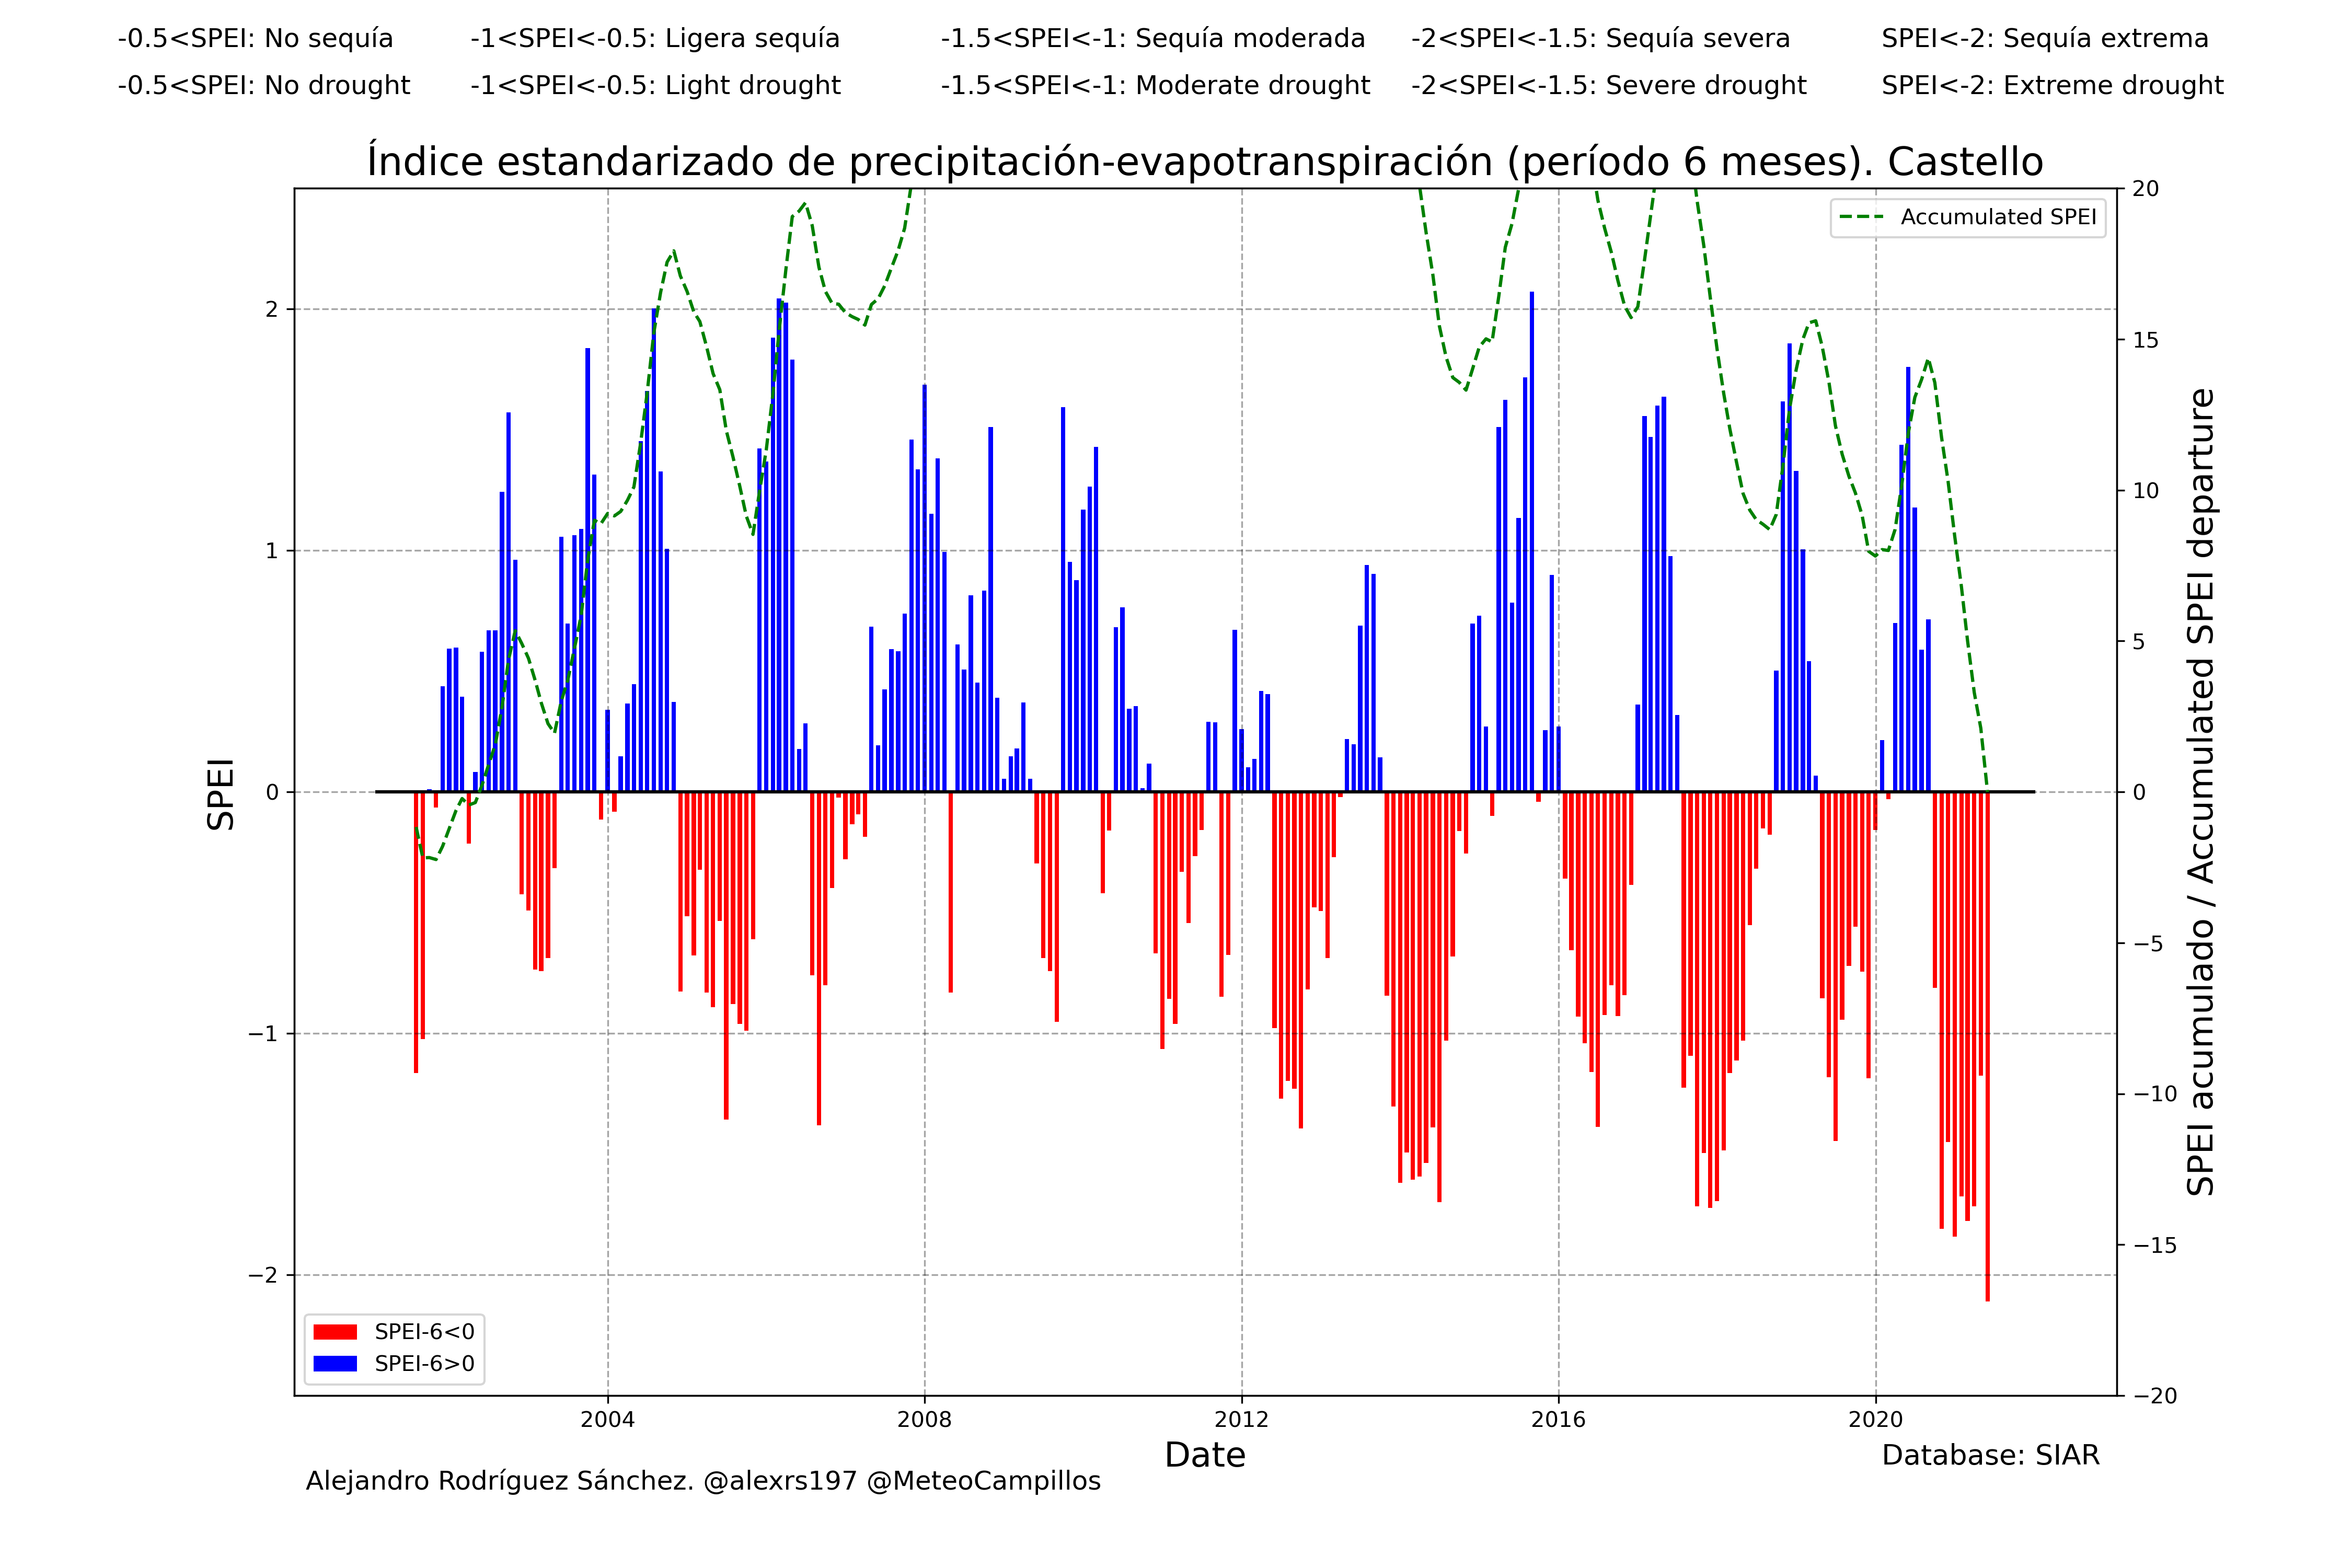 -0.5<SPEI: No sequía -1<SPEI<-0.5: Ligera sequía -1.5<SPEI<-1: Sequía moderada -2<SPEI<-1.5: Sequía severa SPEI<-2: Sequía extrema
-0.5<SPEI: No drought -1<SPEI<-0.5: Light drought -1.5<SPEI<-1: Moderate drought -2<SPEI<-1.5: Severe drought SPEI<-2: Extreme drought
Índice estandarizado de precipitación-evapotranspiración (período 6 meses). Castello
Accumulated SPEI
SPEI
2
1
0
−1
−2
20
15
10
5
0
−5
−10
−15
−20
SPEI acumulado / Accumulated SPEI departure
SPEI-6<0
SPEI-6>0
2004 2008 2012 2016 2020
Date
Database: SIAR
Alejandro Rodríguez Sánchez. @alexrs197 @MeteoCampillos